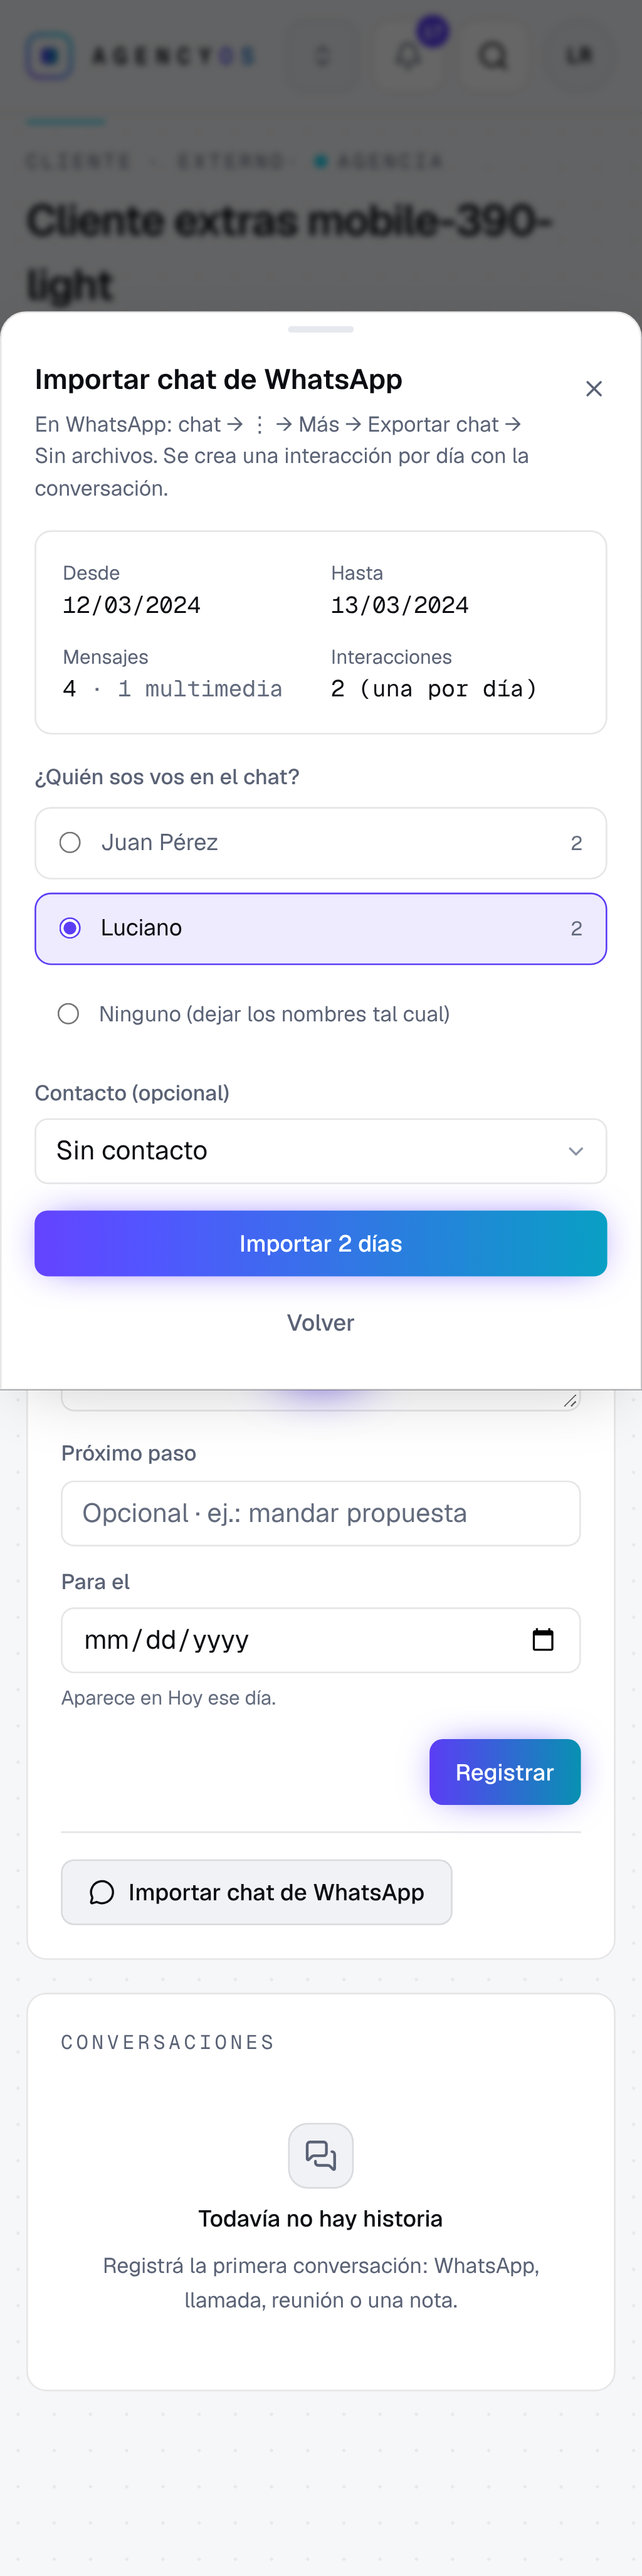 AGENCYOS
LR
CLIENTE · EXTERNO · AGENCIA
Cliente extras mobile-390-
light
Importar chat de WhatsApp
En WhatsApp: chat → ⋮ → Más → Exportar chat →
Sin archivos. Se crea una interacción por día con la
conversación.
Desde
12/03/2024
Hasta
13/03/2024
Mensajes
4 · 1 multimedia
Interacciones
2 (una por día)
¿Quién sos vos en el chat?
Juan Pérez 2
Luciano 2
Ninguno (dejar los nombres tal cual)
Contacto (opcional)
Sin contacto
Importar 2 días
Volver
Próximo paso
Opcional · ej.: mandar propuesta
Para el
mm/dd/yyyy
Aparece en Hoy ese día.
Registrar
Importar chat de WhatsApp
CONVERSACIONES
Todavía no hay historia
Registrá la primera conversación: WhatsApp,
llamada, reunión o una nota.